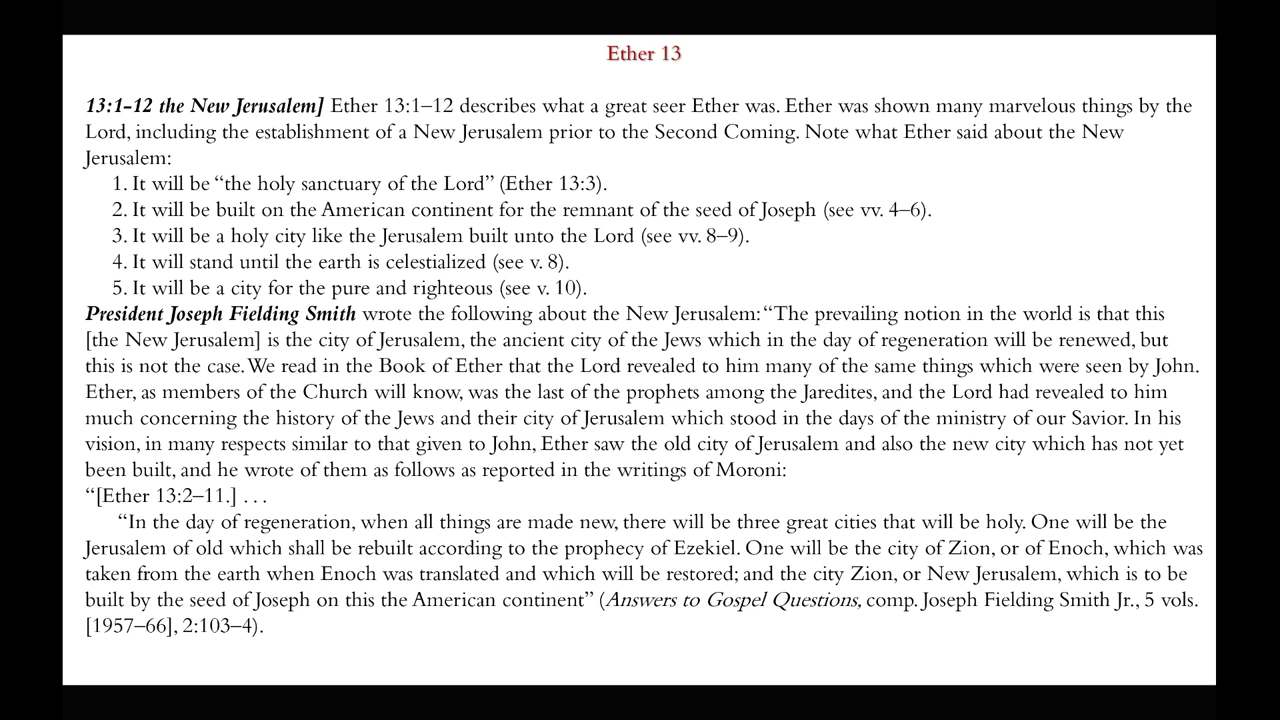 Ether 13
13:1-12 the New Jerusalem] Ether 13:1–12 describes what a great seer Ether was. Ether was shown many marvelous things by the
Lord, including the establishment of a New Jerusalem prior to the Second Coming. Note what Ether said about the New
Jerusalem:
1. It will be “the holy sanctuary of the Lord” (Ether 13:3).
2. It will be built on the American continent for the remnant of the seed of Joseph (see vv. 4–6).
3. It will be a holy city like the Jerusalem built unto the Lord (see vv. 8–9).
4. It will stand until the earth is celestialized (see v. 8).
5. It will be a city for the pure and righteous (see v. 10).
President Joseph Fielding Smith wrote the following about the New Jerusalem: “The prevailing notion in the world is that this
[the New Jerusalem] is the city of Jerusalem, the ancient city of the Jews which in the day of regeneration will be renewed, but
this is not the case. We read in the Book of Ether that the Lord revealed to him many of the same things which were seen by John.
Ether, as members of the Church will know, was the last of the prophets among the Jaredites, and the Lord had revealed to him
much concerning the history of the Jews and their city of Jerusalem which stood in the days of the ministry of our Savior. In his
vision, in many respects similar to that given to John, Ether saw the old city of Jerusalem and also the new city which has not yet
been built, and he wrote of them as follows as reported in the writings of Moroni:
“[Ether 13:2–11.] . . .
“In the day of regeneration, when all things are made new, there will be three great cities that will be holy. One will be the
Jerusalem of old which shall be rebuilt according to the prophecy of Ezekiel. One will be the city of Zion, or of Enoch, which was
taken from the earth when Enoch was translated and which will be restored; and the city Zion, or New Jerusalem, which is to be
built by the seed of Joseph on this the American continent” (Answers to Gospel Questions, comp. Joseph Fielding Smith Jr., 5 vols.
[1957–66], 2:103–4).